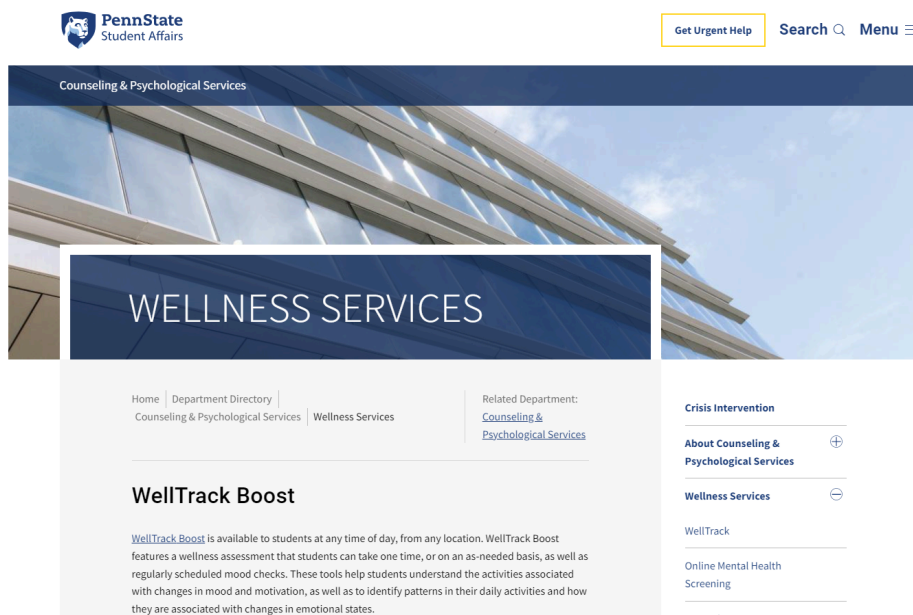 PennState
Student Affairs
Get Urgent Help
Search
Menu
Counseling & Psychological Services
WELLNESS SERVICES
Home
Department Directory
Counseling & Psychological Services
Wellness Services
Related Department:
Counseling &
Psychological Services
WellTrack Boost
WellTrack Boost is available to students at any time of day, from any location. WellTrack Boost
features a wellness assessment that students can take one time, or on an as-needed basis, as well as
regularly scheduled mood checks. These tools help students understand the activities associated
with changes in mood and motivation, as well as to identify patterns in their daily activities and how
they are associated with changes in emotional states.
Crisis Intervention
About Counseling &
Psychological Services
Wellness Services
WellTrack
Online Mental Health
Screening